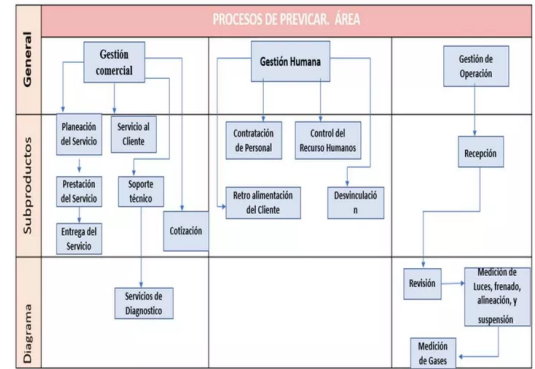 PROCESOS DE PREVICAR. ÁREA
General
Gestión
comercial
Gestión Humana
Gestión de
Operación
Subproductos
Planeación
del Servicio
Servicio al
Cliente
Contratación
de Personal
Control del
Recurso Humanos
Recepción
Prestación
del Servicio
Soporte
técnico
Retro alimentación
del Cliente
Desvinculació
n
Entrega del
Servicio
Cotización
Diagrama
Servicios de
Diagnostico
Revisión
Medición de
Luces, frenado,
alineación, y
suspensión
Medición
de Gases